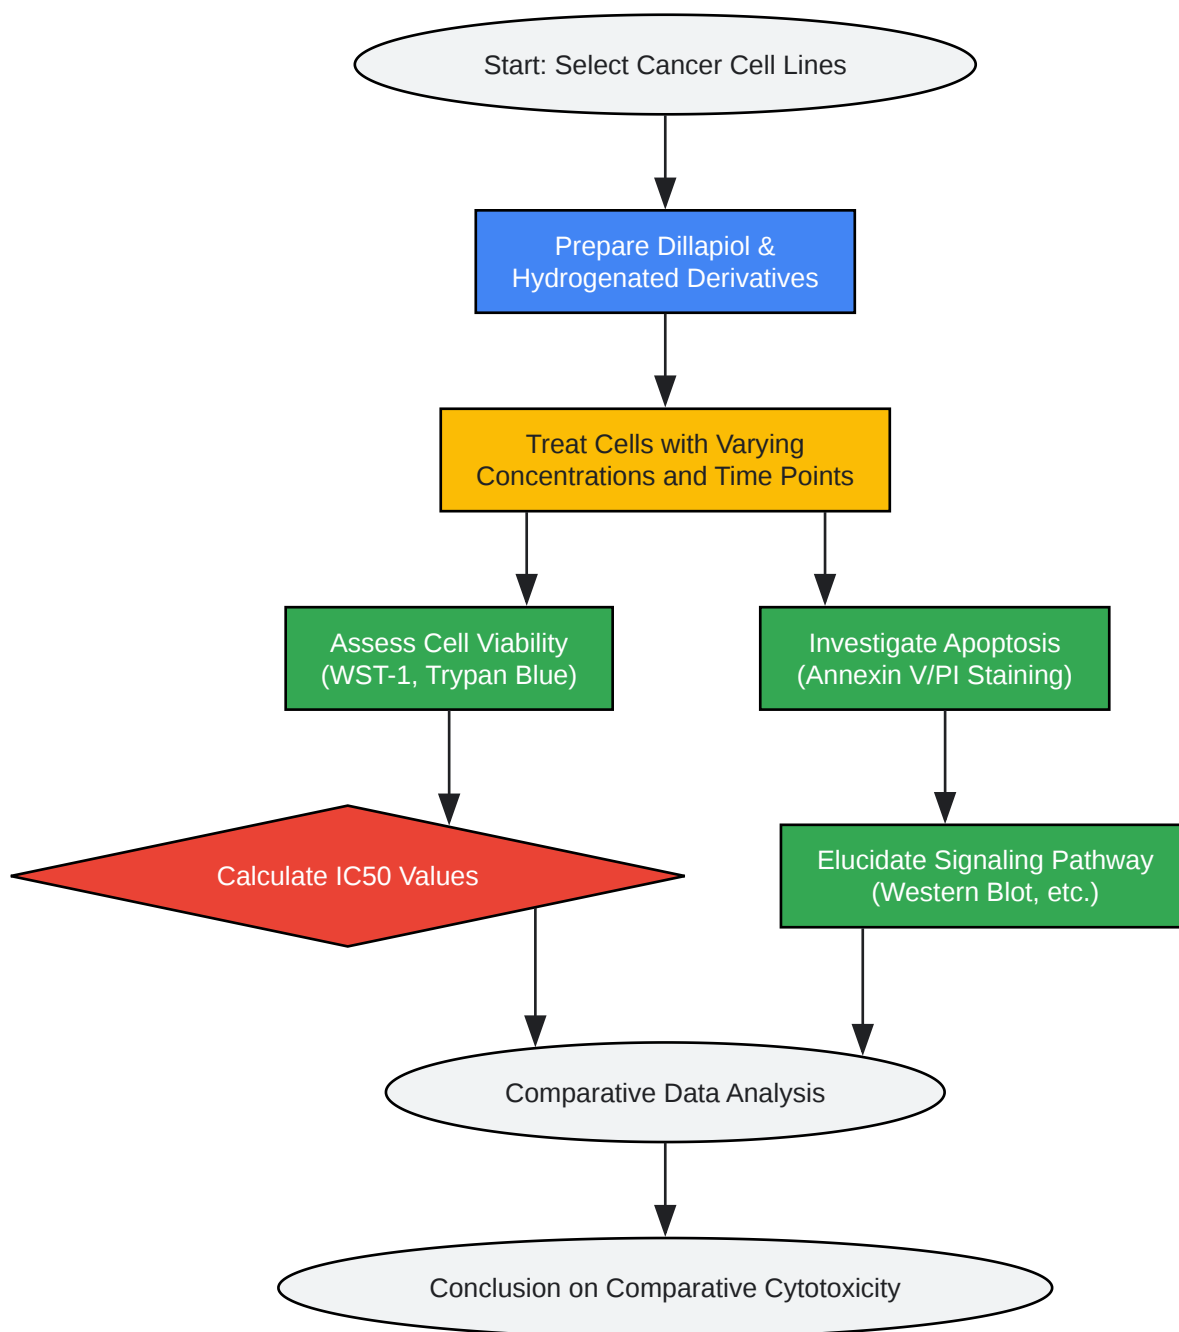 Start: Select Cancer Cell Lines
Prepare Dillapiol &
Hydrogenated Derivatives
Treat Cells with Varying
Concentrations and Time Points
Assess Cell Viability
(WST-1, Trypan Blue)
Investigate Apoptosis
(Annexin V/PI Staining)
Calculate IC50 Values
Elucidate Signaling Pathway
(Western Blot, etc.)
Comparative Data Analysis
Conclusion on Comparative Cytotoxicity